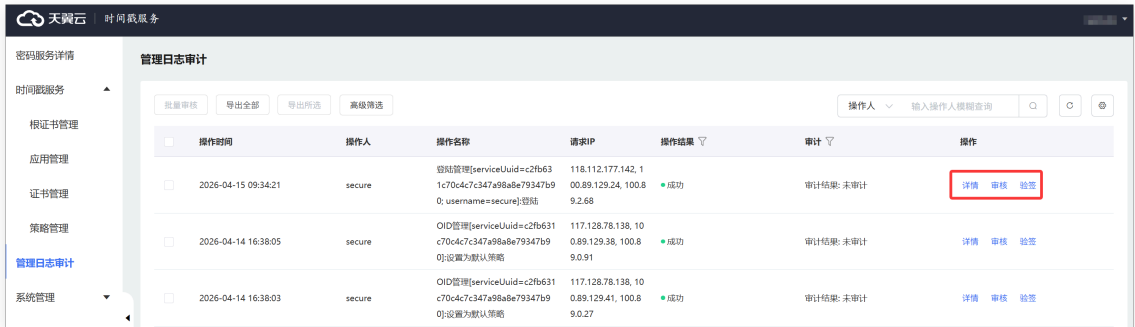 天翼云 时间戳服务
密码服务详情
时间戳服务
根证书管理
应用管理
证书管理
策略管理
管理日志审计
系统管理
管理日志审计
批量审核 导出全部 导出所选 高级筛选 操作人 输入操作人模糊查询
操作时间 操作人 操作名称 请求IP 操作结果 审计 操作
登陆管理[serviceUuid=c2fb63 118.112.177.142, 1
2026-04-15 09:34:21 secure 1c70c4c7c347a98a8e79347b9 00.89.129.24, 100.8 成功 审计结果: 未审计 详情 审核 验签
0; username=secure]:登陆 9.2.68
OID管理[serviceUuid=c2fb631 117.128.78.138, 10
2026-04-14 16:38:05 secure c70c4c7c347a98a8e79347b9 0.89.129.38, 100.8 成功 审计结果: 未审计 详情 审核 验签
0]:设置为默认策略 9.0.91
OID管理[serviceUuid=c2fb631 117.128.78.138, 10
2026-04-14 16:38:03 secure c70c4c7c347a98a8e79347b9 0.89.129.41, 100.8 成功 审计结果: 未审计 详情 审核 验签
0]:设置为默认策略 9.0.27